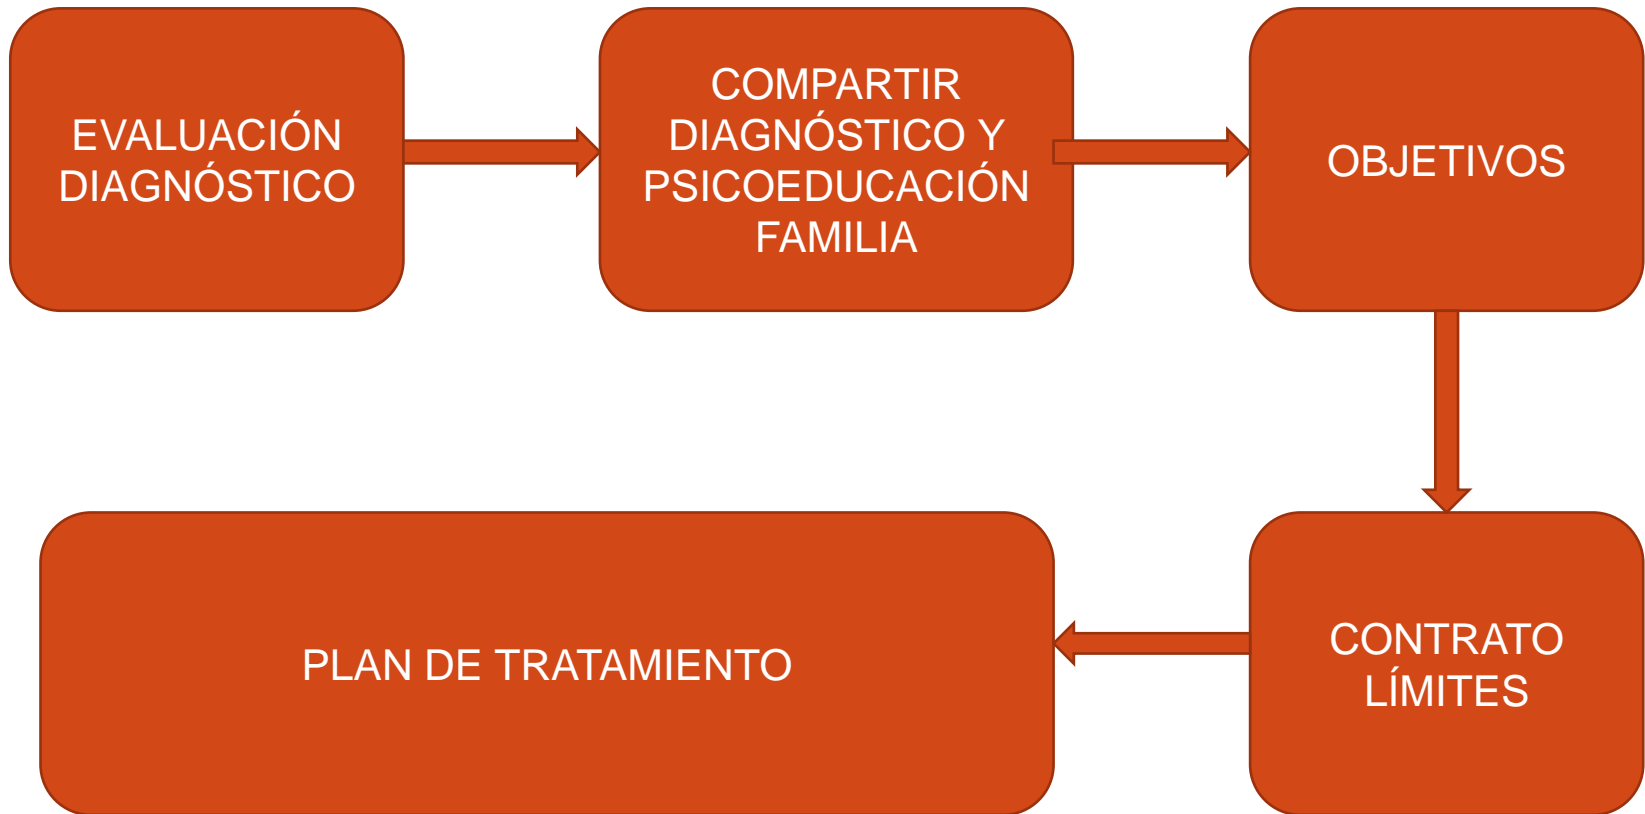 EVALUACIÓN
DIAGNÓSTICO
COMPARTIR
DIAGNÓSTICO Y
PSICOEDUCACIÓN
FAMILIA
OBJETIVOS
CONTRATO
LÍMITES
PLAN DE TRATAMIENTO